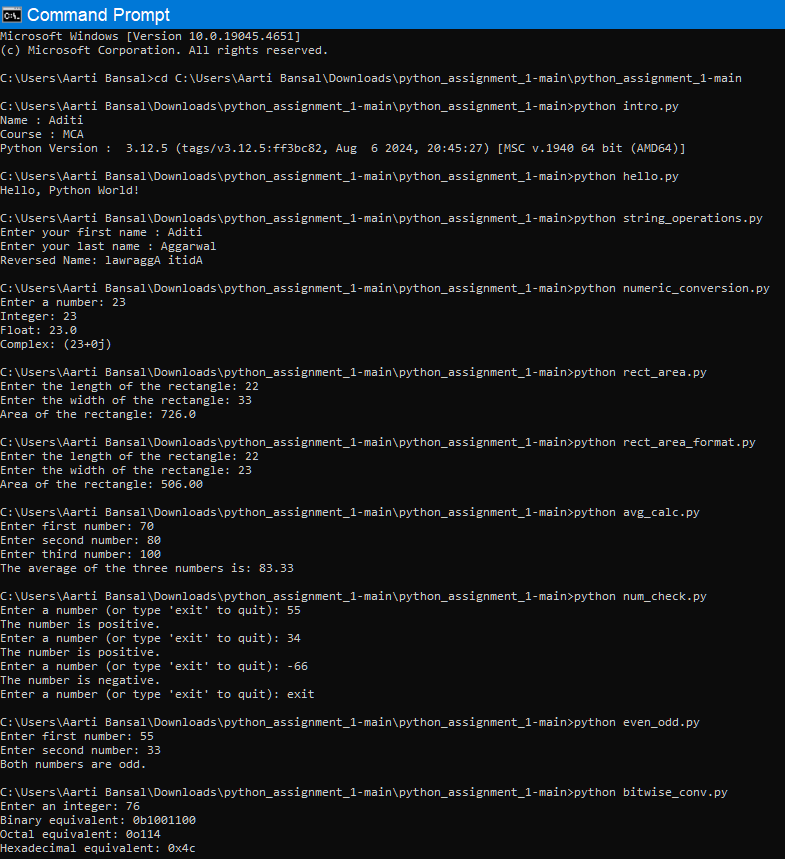 Command Prompt
Microsoft Windows [Version 10.0.19045.4651]
(c) Microsoft Corporation. All rights reserved.
C:\Users\Aarti Bansal>cd C:\Users\Aarti Bansal\Downloads\python_assignment_1-main\python_assignment_1-main
C:\Users\Aarti Bansal\Downloads\python_assignment_1-main\python_assignment_1-main>python intro.py
Name : Aditi
Course : MCA
Python Version :  3.12.5 (tags/v3.12.5:ff3bc82, Aug  6 2024, 20:45:27) [MSC v.1940 64 bit (AMD64)]
C:\Users\Aarti Bansal\Downloads\python_assignment_1-main\python_assignment_1-main>python hello.py
Hello, Python World!
C:\Users\Aarti Bansal\Downloads\python_assignment_1-main\python_assignment_1-main>python string_operations.py
Enter your first name : Aditi
Enter your last name : Aggarwal
Reversed Name: lawraggA itidA
C:\Users\Aarti Bansal\Downloads\python_assignment_1-main\python_assignment_1-main>python numeric_conversion.py
Enter a number: 23
Integer: 23
Float: 23.0
Complex: (23+0j)
C:\Users\Aarti Bansal\Downloads\python_assignment_1-main\python_assignment_1-main>python rect_area.py
Enter the length of the rectangle: 22
Enter the width of the rectangle: 33
Area of the rectangle: 726.0
C:\Users\Aarti Bansal\Downloads\python_assignment_1-main\python_assignment_1-main>python rect_area_format.py
Enter the length of the rectangle: 22
Enter the width of the rectangle: 23
Area of the rectangle: 506.00
C:\Users\Aarti Bansal\Downloads\python_assignment_1-main\python_assignment_1-main>python avg_calc.py
Enter first number: 70
Enter second number: 80
Enter third number: 100
The average of the three numbers is: 83.33
C:\Users\Aarti Bansal\Downloads\python_assignment_1-main\python_assignment_1-main>python num_check.py
Enter a number (or type 'exit' to quit): 55
The number is positive.
Enter a number (or type 'exit' to quit): 34
The number is positive.
Enter a number (or type 'exit' to quit): -66
The number is negative.
Enter a number (or type 'exit' to quit): exit
C:\Users\Aarti Bansal\Downloads\python_assignment_1-main\python_assignment_1-main>python even_odd.py
Enter first number: 55
Enter second number: 33
Both numbers are odd.
C:\Users\Aarti Bansal\Downloads\python_assignment_1-main\python_assignment_1-main>python bitwise_conv.py
Enter an integer: 76
Binary equivalent: 0b1001100
Octal equivalent: 0o114
Hexadecimal equivalent: 0x4c